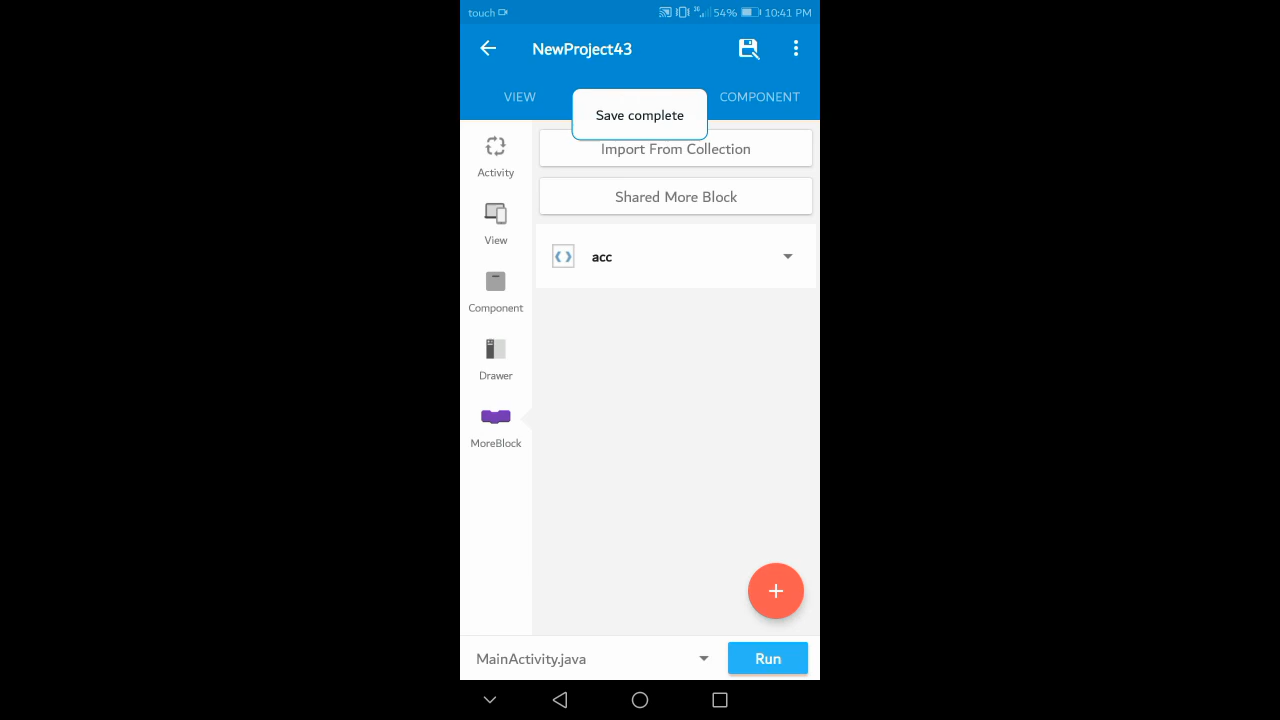 touch 3G 54% 10:41 PM
NewProject43
VIEW COMPONENT
Save complete
Import From Collection
Activity
Shared More Block
View
acc
Component
Drawer
MoreBlock
MainActivity.java Run